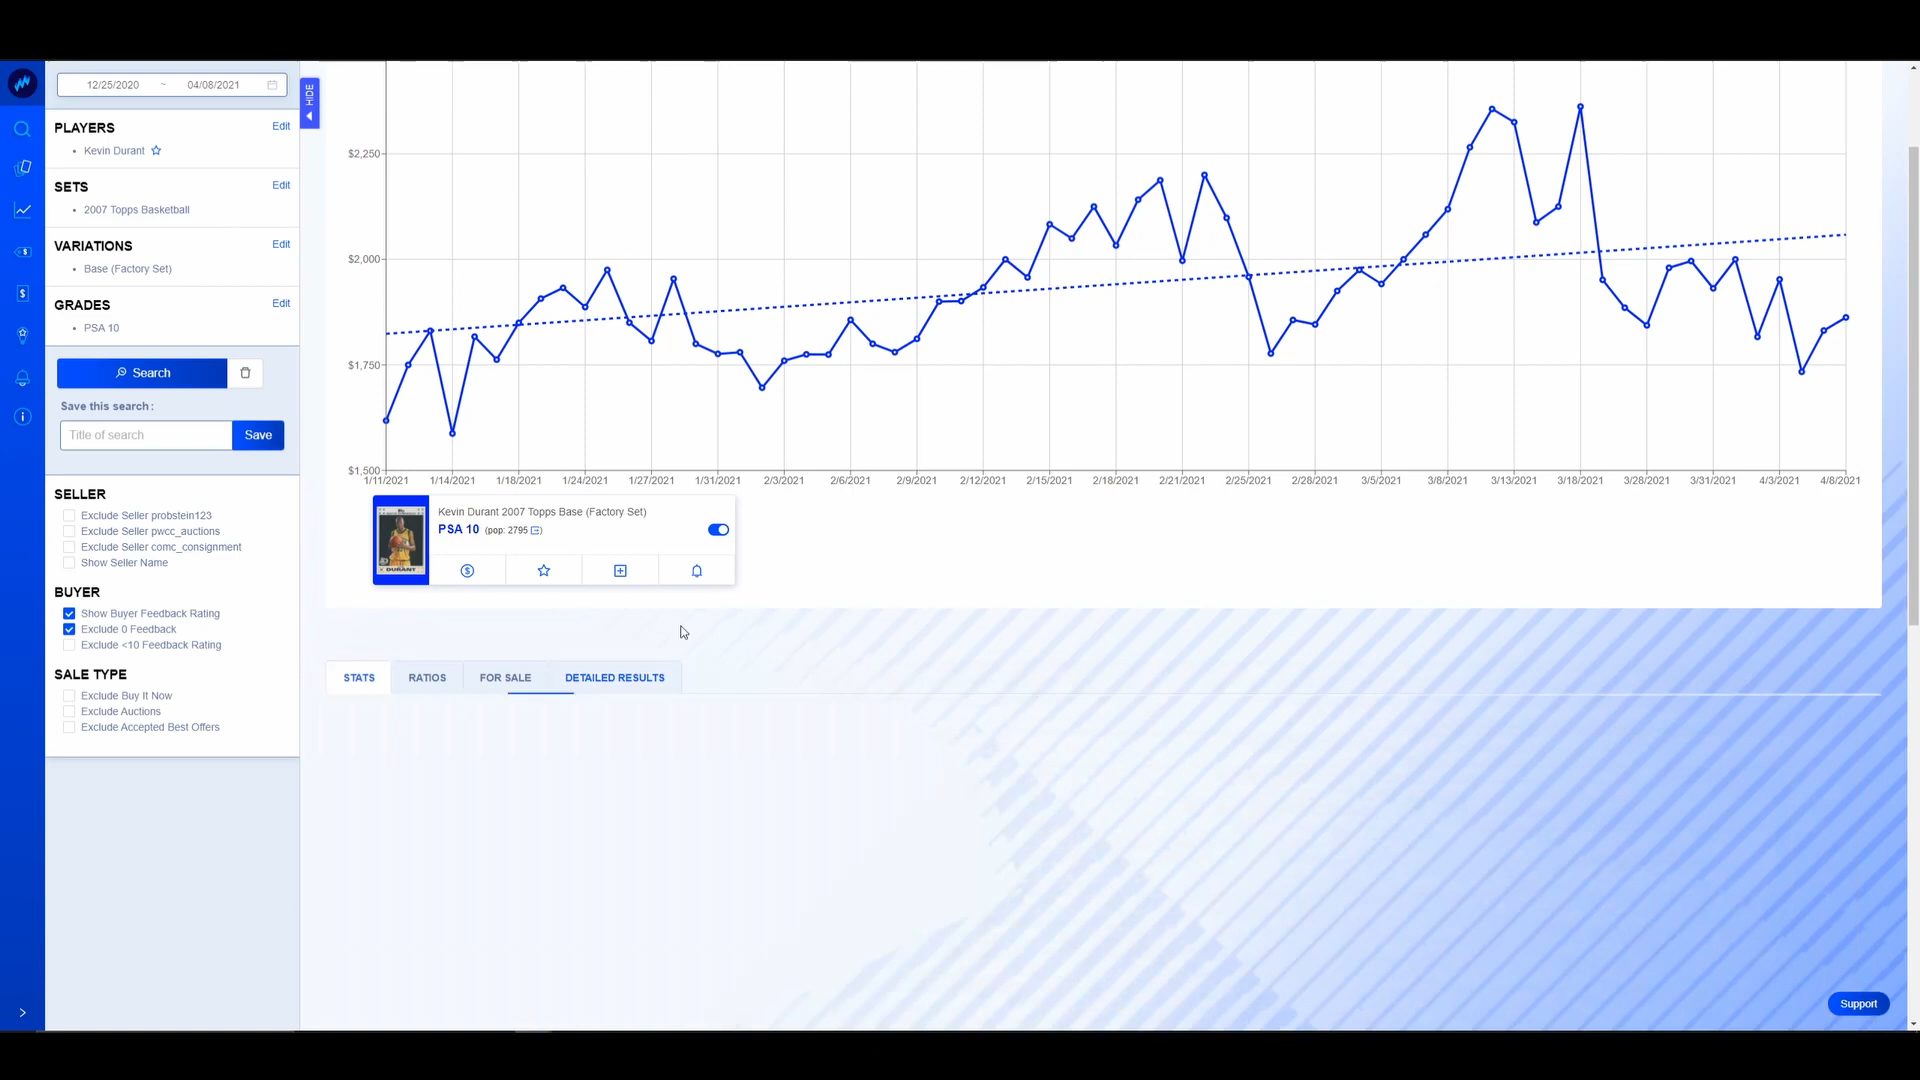 12/25/2020 ~ 04/08/2021
HIDE
PLAYERS Edit
Kevin Durant
SETS Edit
2007 Topps Basketball
VARIATIONS Edit
Base (Factory Set)
GRADES Edit
PSA 10
Search
Save this search :
Title of search Save
SELLER
Exclude Seller probstein123
Exclude Seller pwcc_auctions
Exclude Seller comc_consignment
Show Seller Name
BUYER
Show Buyer Feedback Rating
Exclude 0 Feedback
Exclude <10 Feedback Rating
SALE TYPE
Exclude Buy It Now
Exclude Auctions
Exclude Accepted Best Offers
$2,250
$2,000
$1,750
$1,500
1/11/2021 1/14/2021 1/18/2021 1/24/2021 1/27/2021 1/31/2021 2/3/2021 2/6/2021 2/9/2021 2/12/2021 2/15/2021 2/18/2021 2/21/2021 2/25/2021 2/28/2021 3/5/2021 3/8/2021 3/13/2021 3/18/2021 3/28/2021 3/31/2021 4/3/2021 4/8/2021
Kevin Durant 2007 Topps Base (Factory Set)
PSA 10 (pop: 2795)
DURANT
STATS RATIOS FOR SALE DETAILED RESULTS
Support